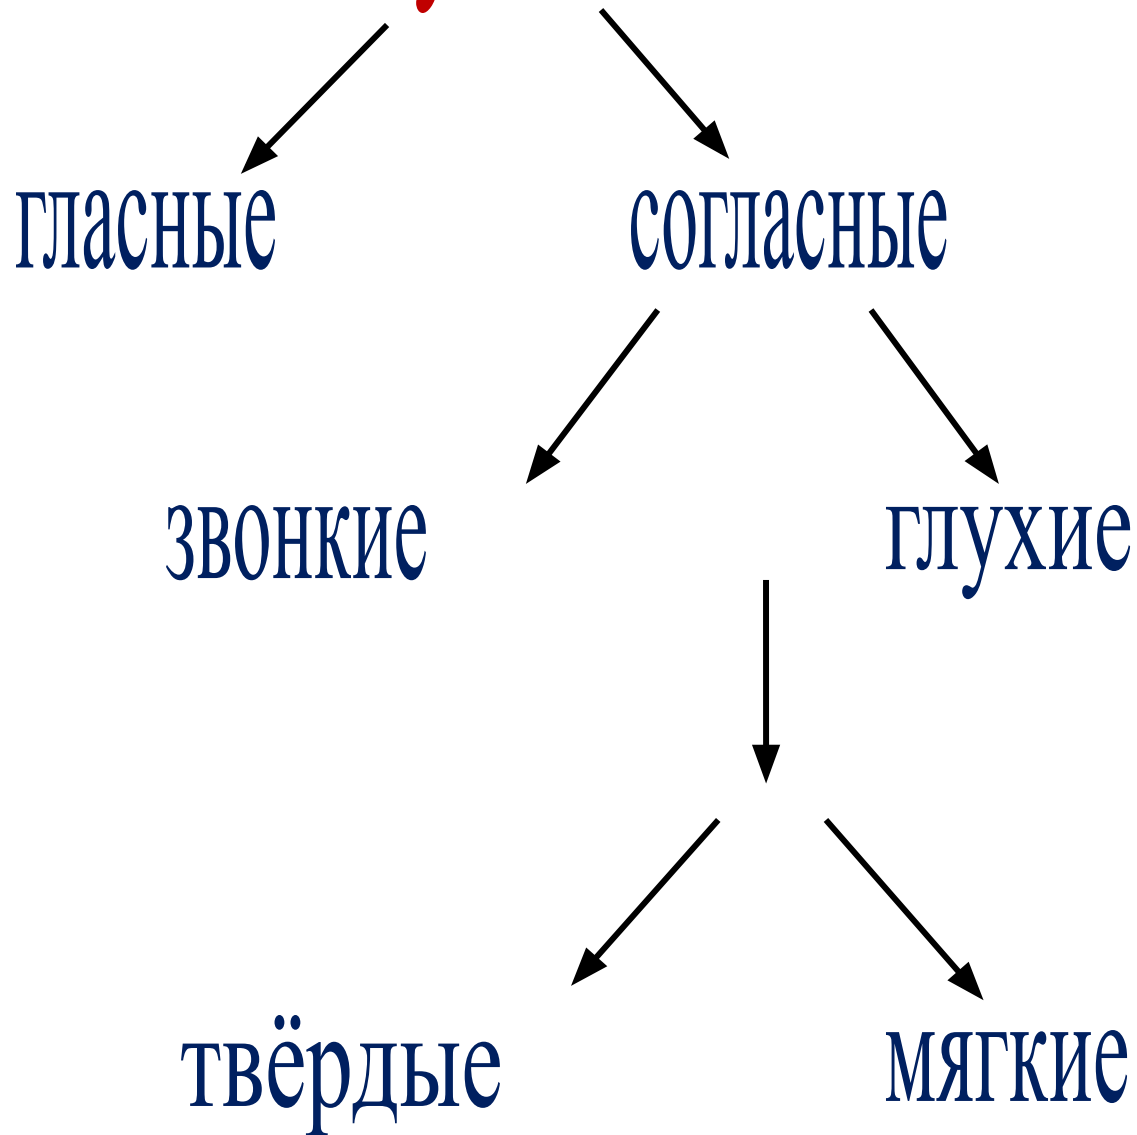 гласные согласные
звонкие глухие
твёрдые мягкие